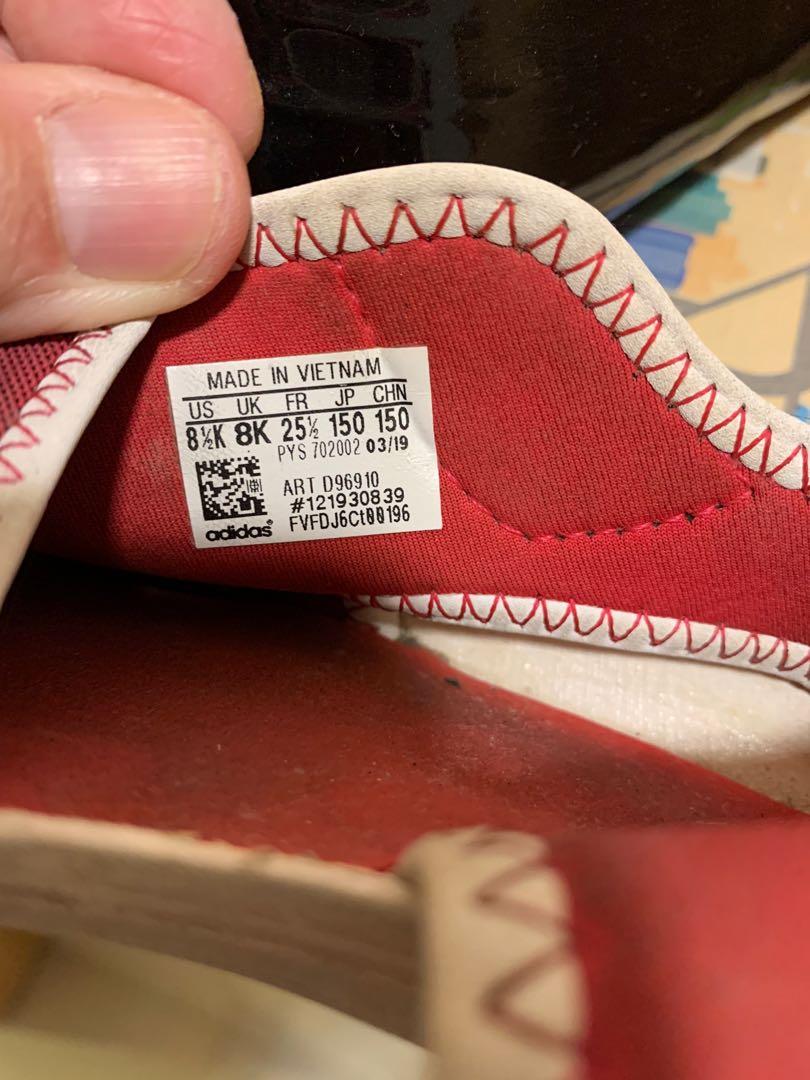 MADE IN VIETNAM
US UK FR JP CHN
8½K 8K 25½ 150 150
PYS 702002 03/19
ART D96910
#121930839
adidas® FVFDJ6Ct00196